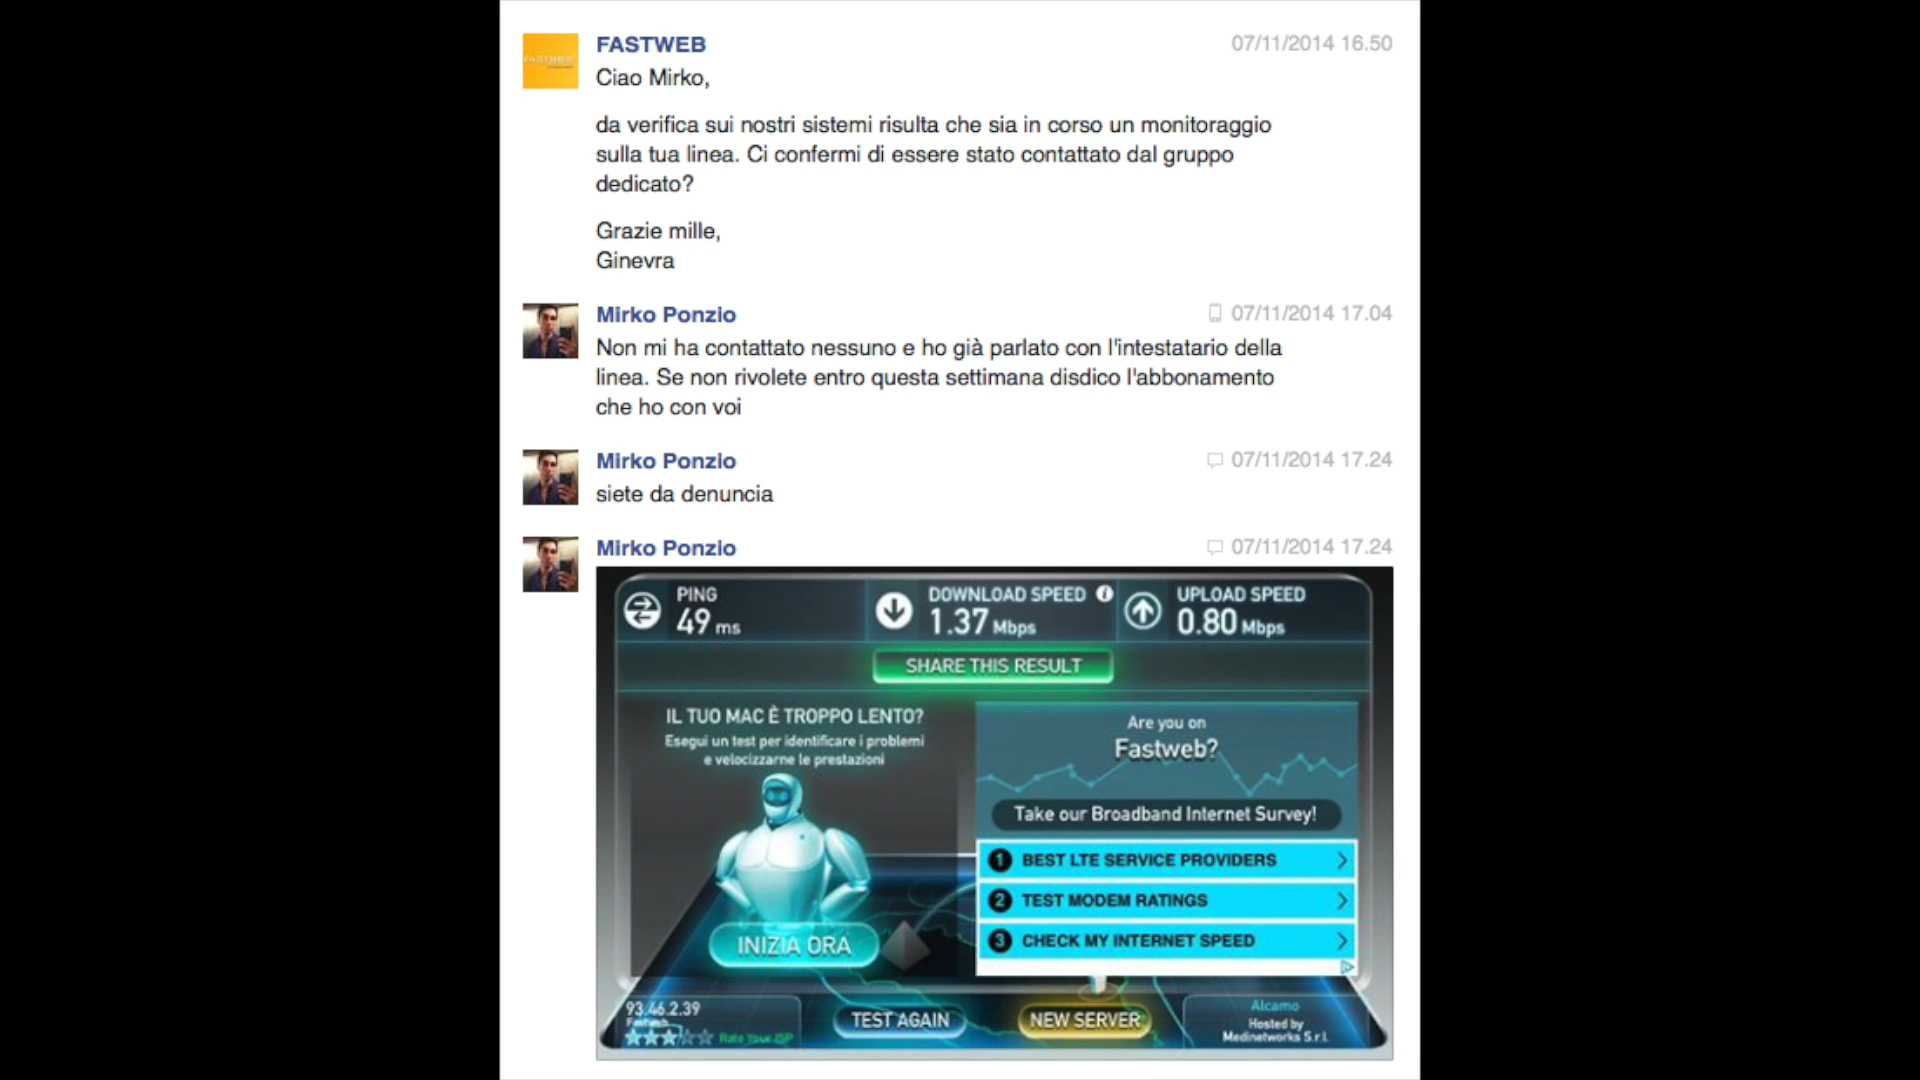 FASTWEB
07/11/2014 16.50
Ciao Mirko,
da verifica sui nostri sistemi risulta che sia in corso un monitoraggio
sulla tua linea. Ci confermi di essere stato contattato dal gruppo
dedicato?
Grazie mille,
Ginevra
Mirko Ponzio
07/11/2014 17.04
Non mi ha contattato nessuno e ho già parlato con l'intestatario della
linea. Se non rivolete entro questa settimana disdico l'abbonamento
che ho con voi
Mirko Ponzio
07/11/2014 17.24
siete da denuncia
Mirko Ponzio
07/11/2014 17.24
PING
49 ms
DOWNLOAD SPEED
1.37 Mbps
UPLOAD SPEED
0.80 Mbps
SHARE THIS RESULT
IL TUO MAC È TROPPO LENTO?
Esegui un test per identificare i problemi
e velocizzarne le prestazioni
INIZIA ORA
Are you on
Fastweb?
Take our Broadband Internet Survey!
1 BEST LTE SERVICE PROVIDERS
2 TEST MODEM RATINGS
3 CHECK MY INTERNET SPEED
93.46.2.39
Fastweb
Rate Your ISP
TEST AGAIN
NEW SERVER
Alcamo
Hosted by
Medinetworks S.r.l.